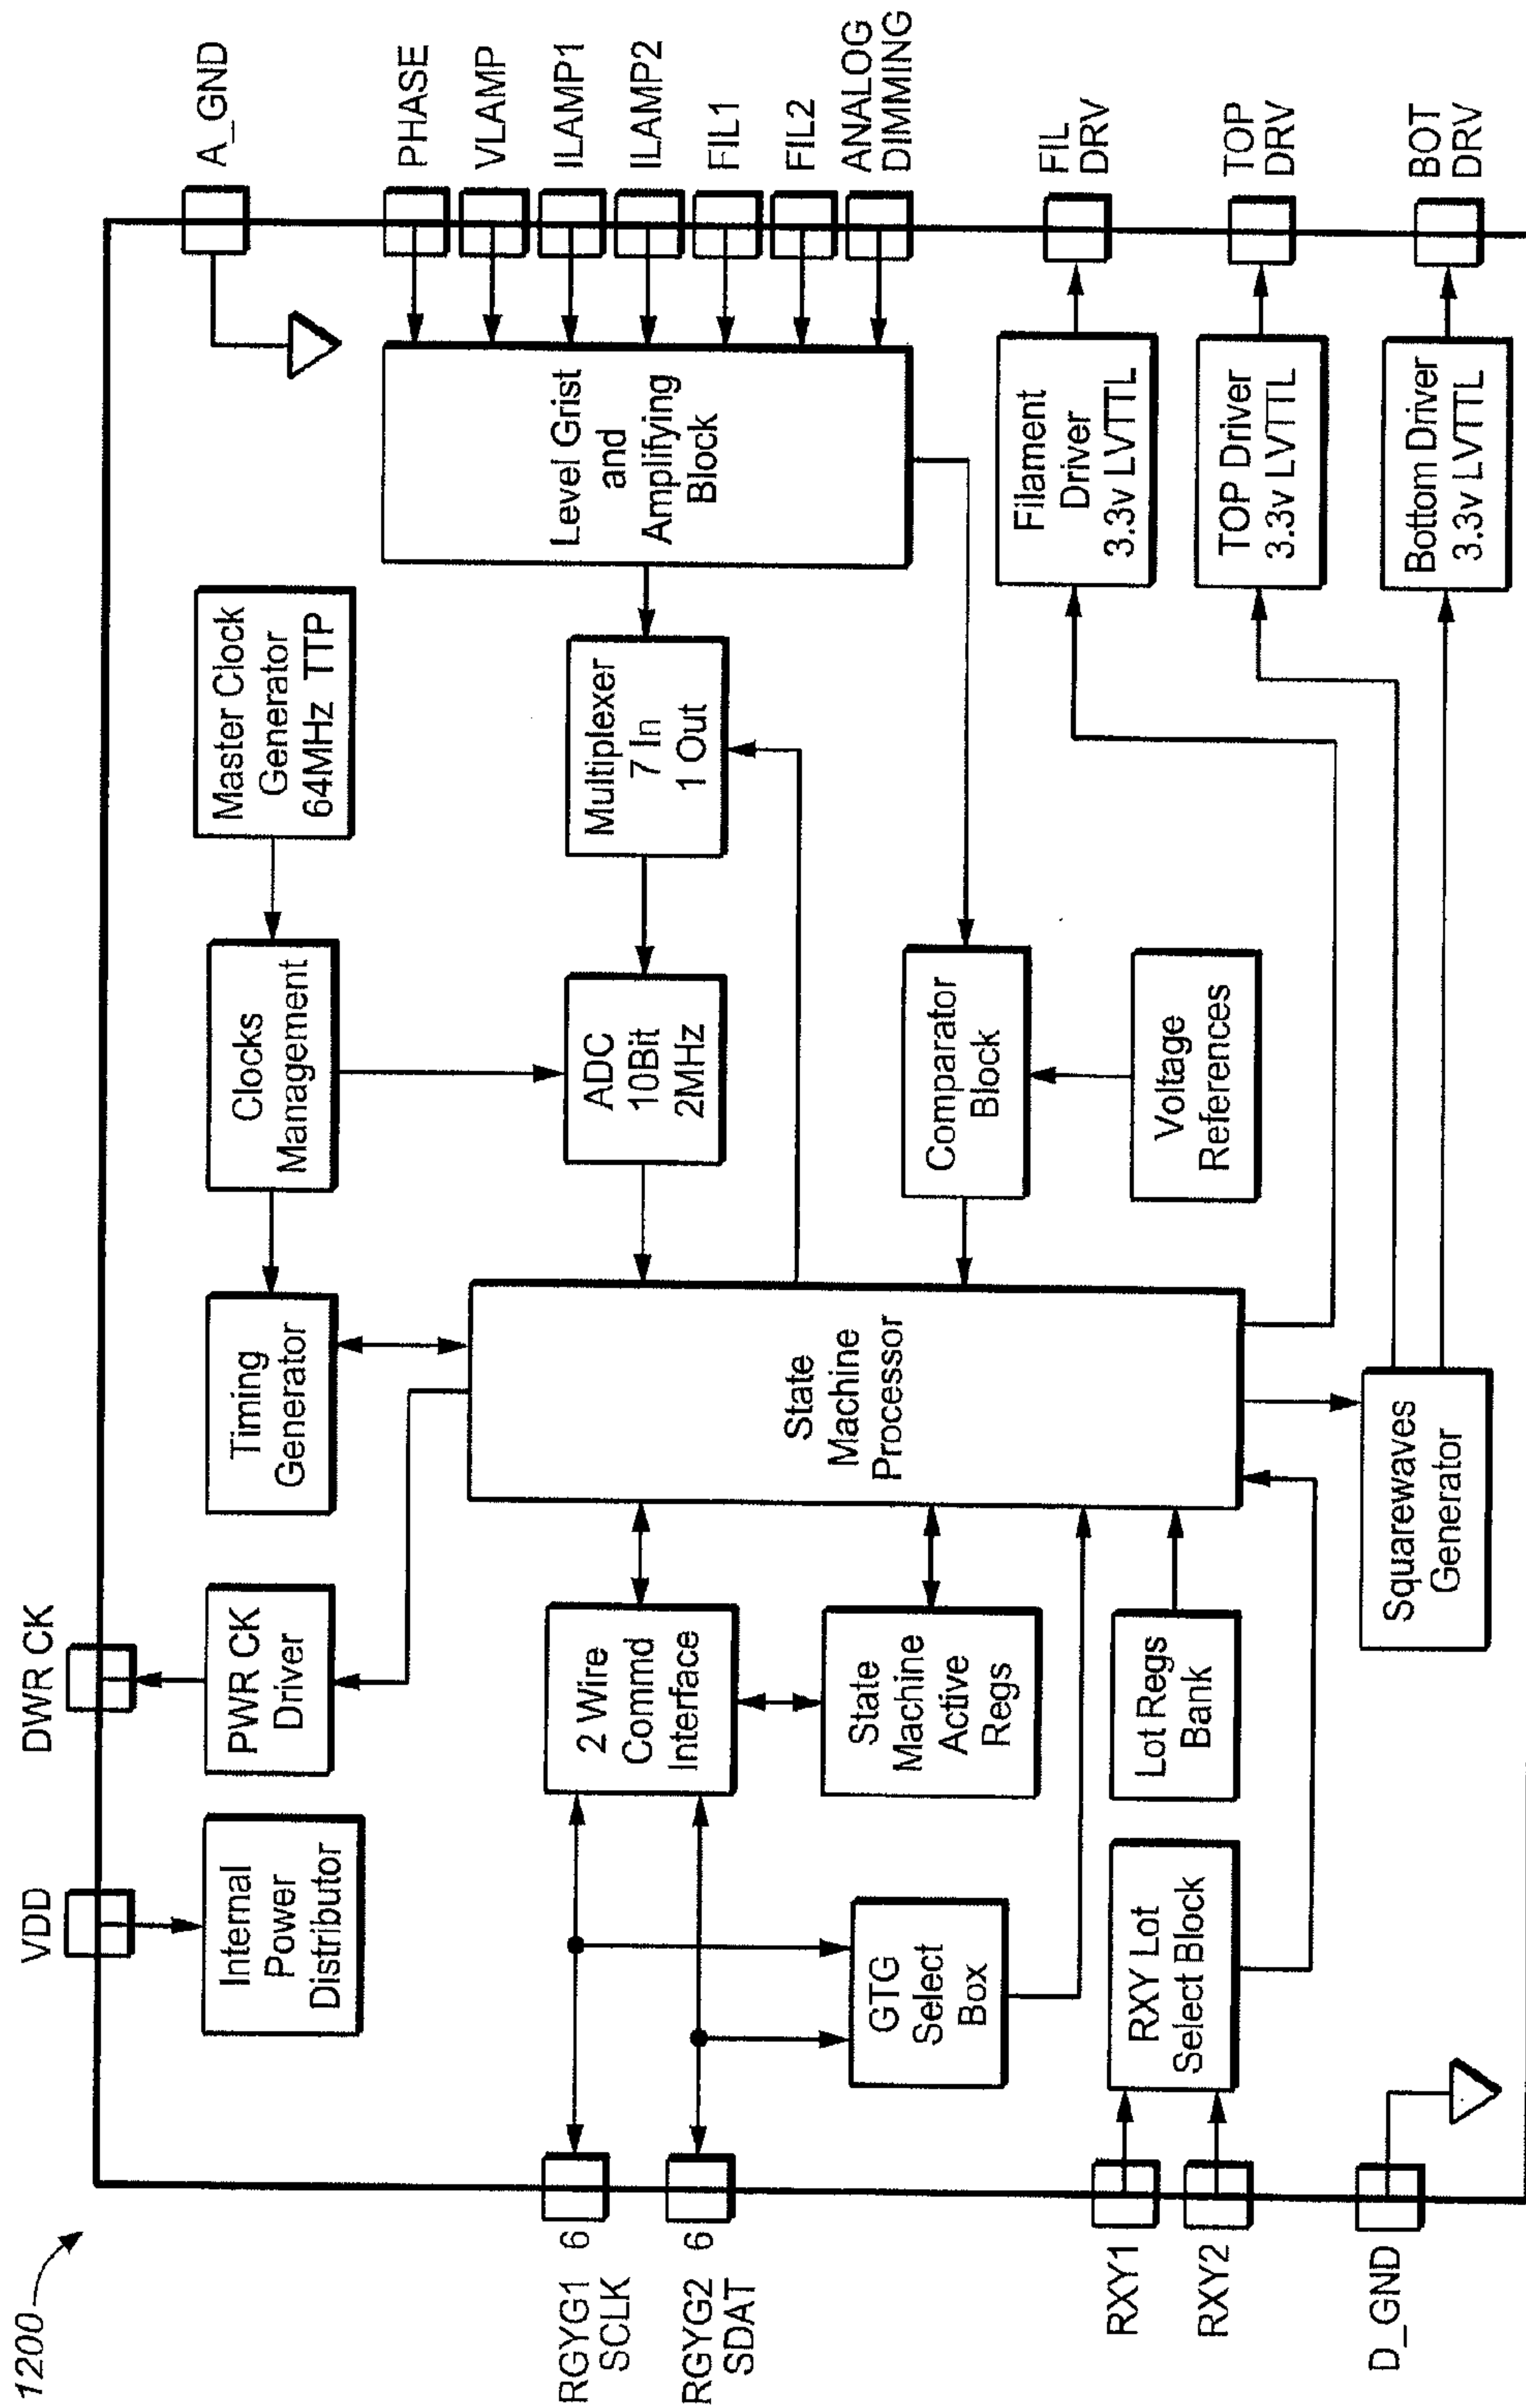 1200
VDD
DWR CK
A_GND
Internal
Power
Distributor
PWR CK
Driver
Timing
Generator
Clocks
Management
Master Clock
Generator
64MHz TTP
PHASE
VLAMP
ILAMP1
ILAMP2
FIL1
FIL2
ANALOG
DIMMING
RGYG1 6
SCLK
RGYG2 6
SDAT
2 Wire
Commd
Interface
State
Machine
Processor
ADC
10Bit
2MHz
Multiplexer
7 In
1 Out
Level Grist
and
Amplifying
Block
State
Machine
Active
Regs
GTG
Select
Box
Comparator
Block
Filament
Driver
3.3v LVTTL
FIL
DRV
RXY1
RXY2
RXY Lot
Select Block
Lot Regs
Bank
Voltage
References
TOP Driver
3.3v LVTTL
TOP
DRV
D_GND
Squarewaves
Generator
Bottom Driver
3.3v LVTTL
BOT
DRV